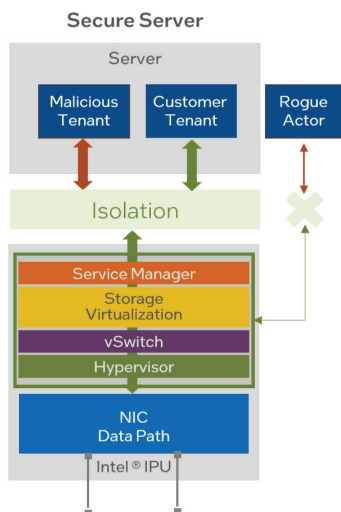 Secure Server
Server
Malicious
Tenant
Customer
Tenant
Rogue
Actor
Isolation
Service Manager
Storage
Virtualization
vSwitch
Hypervisor
NIC
Data Path
Intel ® IPU